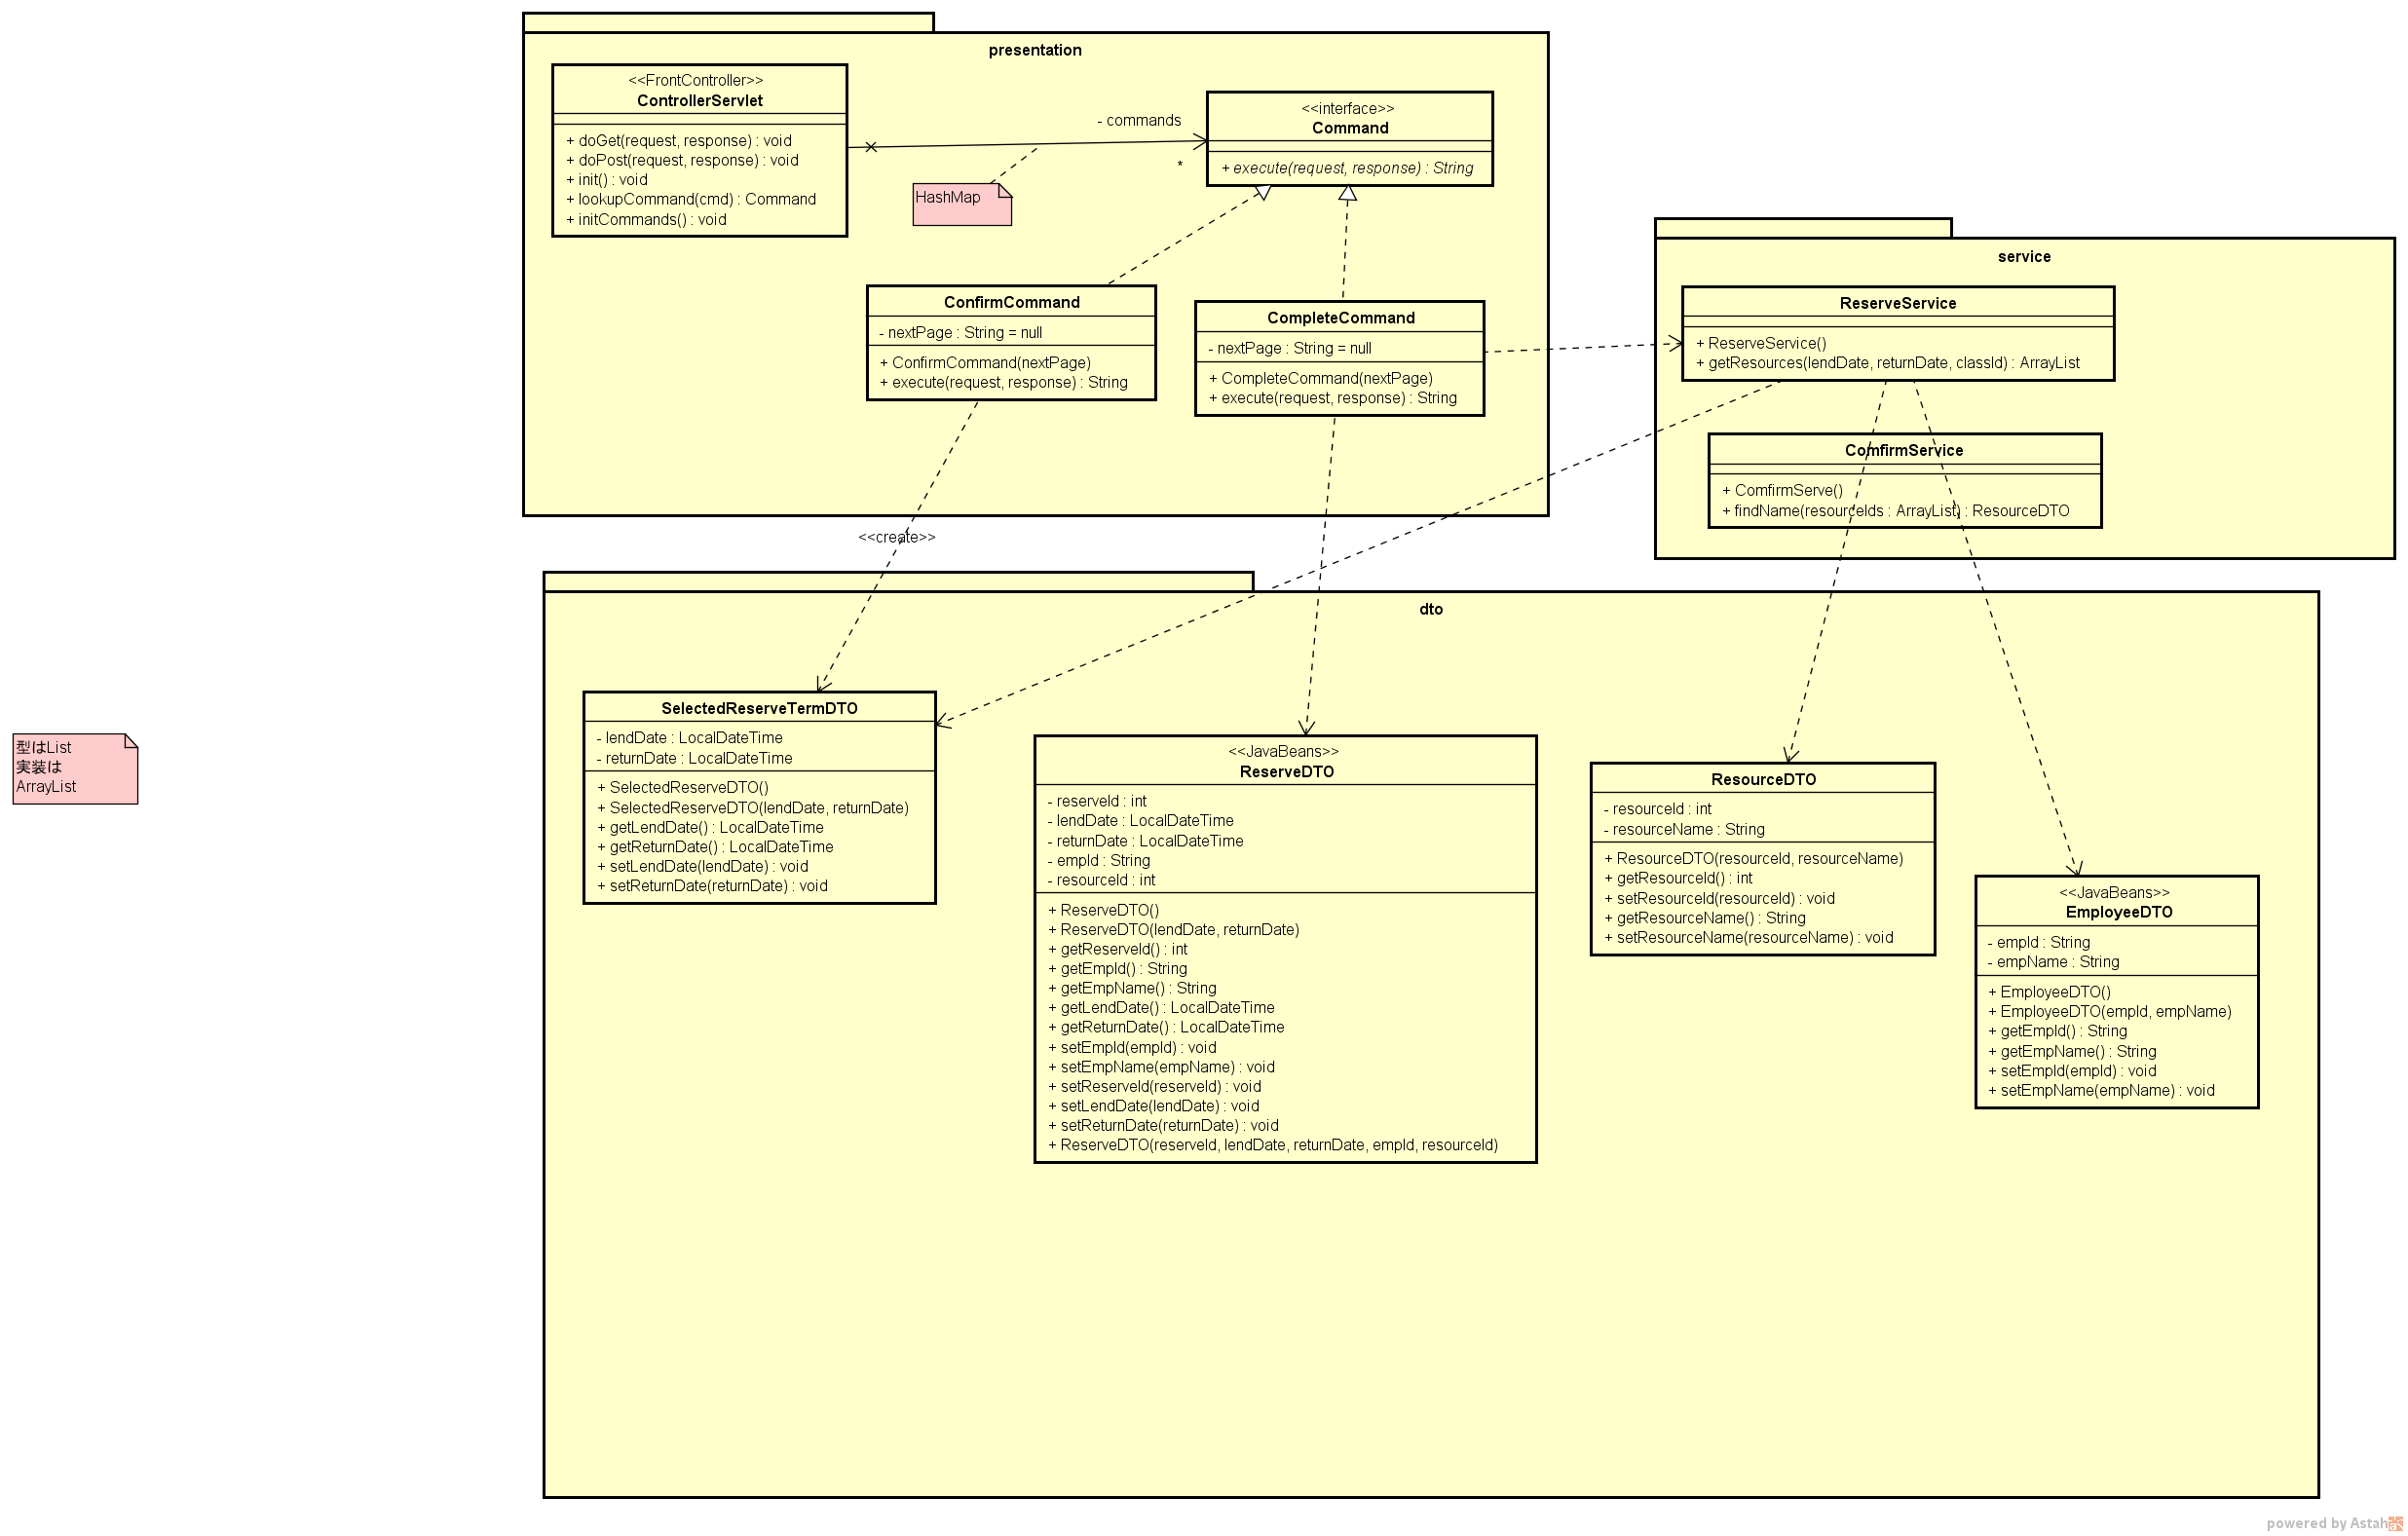 presentation
<<FrontController>>
ControllerServlet
+ doGet(request, response) : void
+ doPost(request, response) : void
+ init() : void
+ lookupCommand(cmd) : Command
+ initCommands() : void
- commands
*
HashMap
<<interface>>
Command
+ execute(request, response) : String
ConfirmCommand
- nextPage : String = null
+ ConfirmCommand(nextPage)
+ execute(request, response) : String
CompleteCommand
- nextPage : String = null
+ CompleteCommand(nextPage)
+ execute(request, response) : String
service
ReserveService
+ ReserveService()
+ getResources(lendDate, returnDate, classId) : ArrayList
ComfirmService
+ ComfirmServe()
+ findName(resourceIds : ArrayList) : ResourceDTO
<<create>>
dto
SelectedReserveTermDTO
- lendDate : LocalDateTime
- returnDate : LocalDateTime
+ SelectedReserveDTO()
+ SelectedReserveDTO(lendDate, returnDate)
+ getLendDate() : LocalDateTime
+ getReturnDate() : LocalDateTime
+ setLendDate(lendDate) : void
+ setReturnDate(returnDate) : void
型はList
実装は
ArrayList
<<JavaBeans>>
ReserveDTO
- reserveId : int
- lendDate : LocalDateTime
- returnDate : LocalDateTime
- empId : String
- resourceId : int
+ ReserveDTO()
+ ReserveDTO(lendDate, returnDate)
+ getReserveId() : int
+ getEmpId() : String
+ getEmpName() : String
+ getLendDate() : LocalDateTime
+ getReturnDate() : LocalDateTime
+ setEmpId(empId) : void
+ setEmpName(empName) : void
+ setReserveId(reserveId) : void
+ setLendDate(lendDate) : void
+ setReturnDate(returnDate) : void
+ ReserveDTO(reserveId, lendDate, returnDate, empId, resourceId)
ResourceDTO
- resourceId : int
- resourceName : String
+ ResourceDTO(resourceId, resourceName)
+ getResourceId() : int
+ setResourceId(resourceId) : void
+ getResourceName() : String
+ setResourceName(resourceName) : void
<<JavaBeans>>
EmployeeDTO
- empId : String
- empName : String
+ EmployeeDTO()
+ EmployeeDTO(empId, empName)
+ getEmpId() : String
+ getEmpName() : String
+ setEmpId(empId) : void
+ setEmpName(empName) : void
powered by Astah